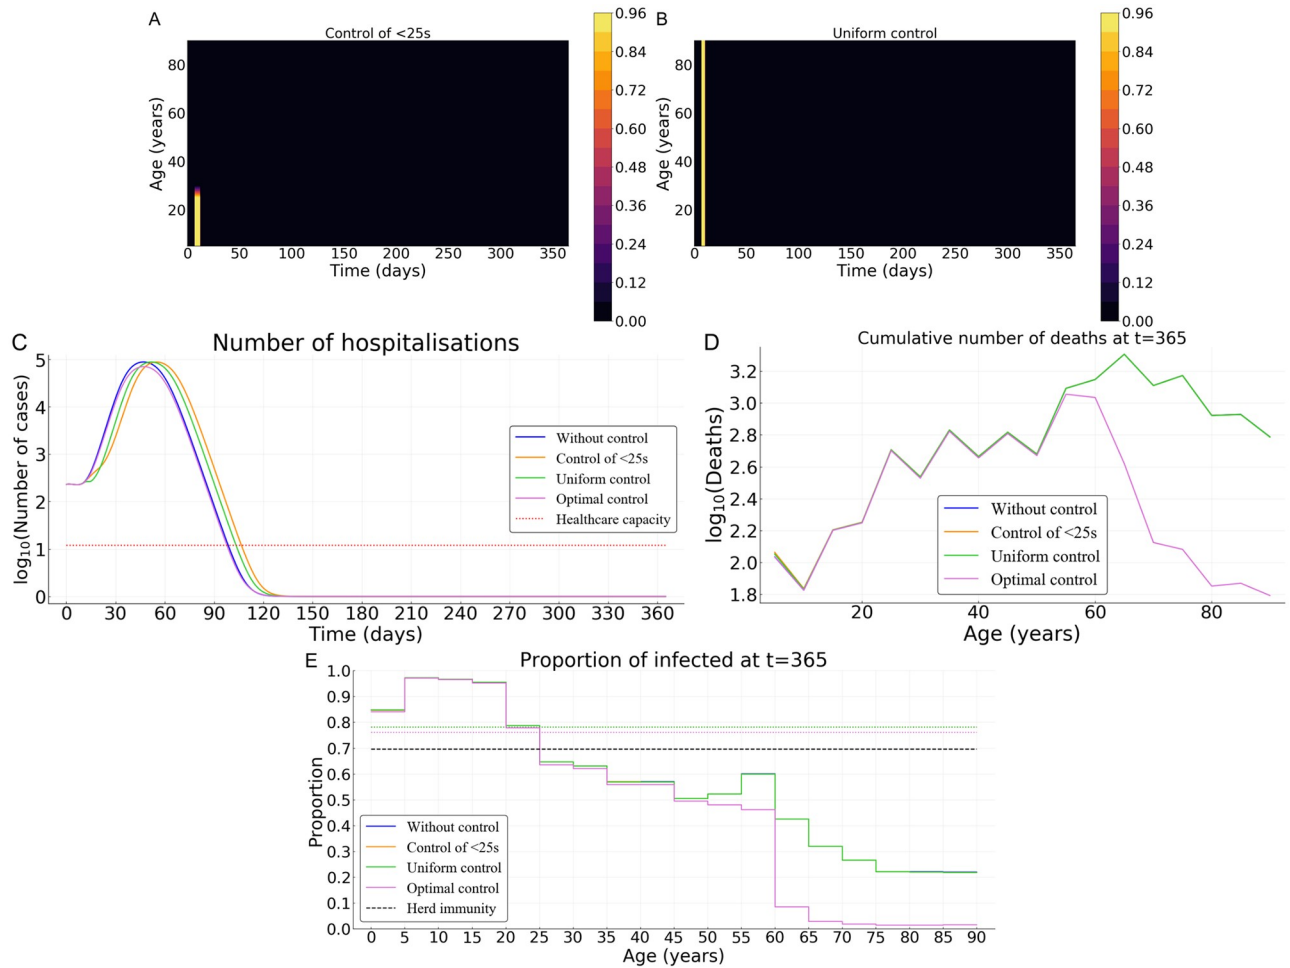 A
Control of <25s
Age (years)
80
60
40
20
0 50 100 150 200 250 300 350
Time (days)
0.96
0.84
0.72
0.60
0.48
0.36
0.24
0.12
0.00
B
Uniform control
Age (years)
80
60
40
20
0 50 100 150 200 250 300 350
Time (days)
0.96
0.84
0.72
0.60
0.48
0.36
0.24
0.12
0.00
C
Number of hospitalisations
log10(Number of cases)
5
4
3
2
1
0
Without control
Control of <25s
Uniform control
Optimal control
Healthcare capacity
0 30 60 90 120 150 180 210 240 270 300 330 360
Time (days)
D
Cumulative number of deaths at t=365
log10(Deaths)
3.2
3.0
2.8
2.6
2.4
2.2
2.0
1.8
Without control
Control of <25s
Uniform control
Optimal control
20 40 60 80
Age (years)
E
Proportion of infected at t=365
Proportion
1.0
0.9
0.8
0.7
0.6
0.5
0.4
0.3
0.2
0.1
0.0
Without control
Control of <25s
Uniform control
Optimal control
Herd immunity
0 5 10 15 20 25 30 35 40 45 50 55 60 65 70 75 80 85 90
Age (years)